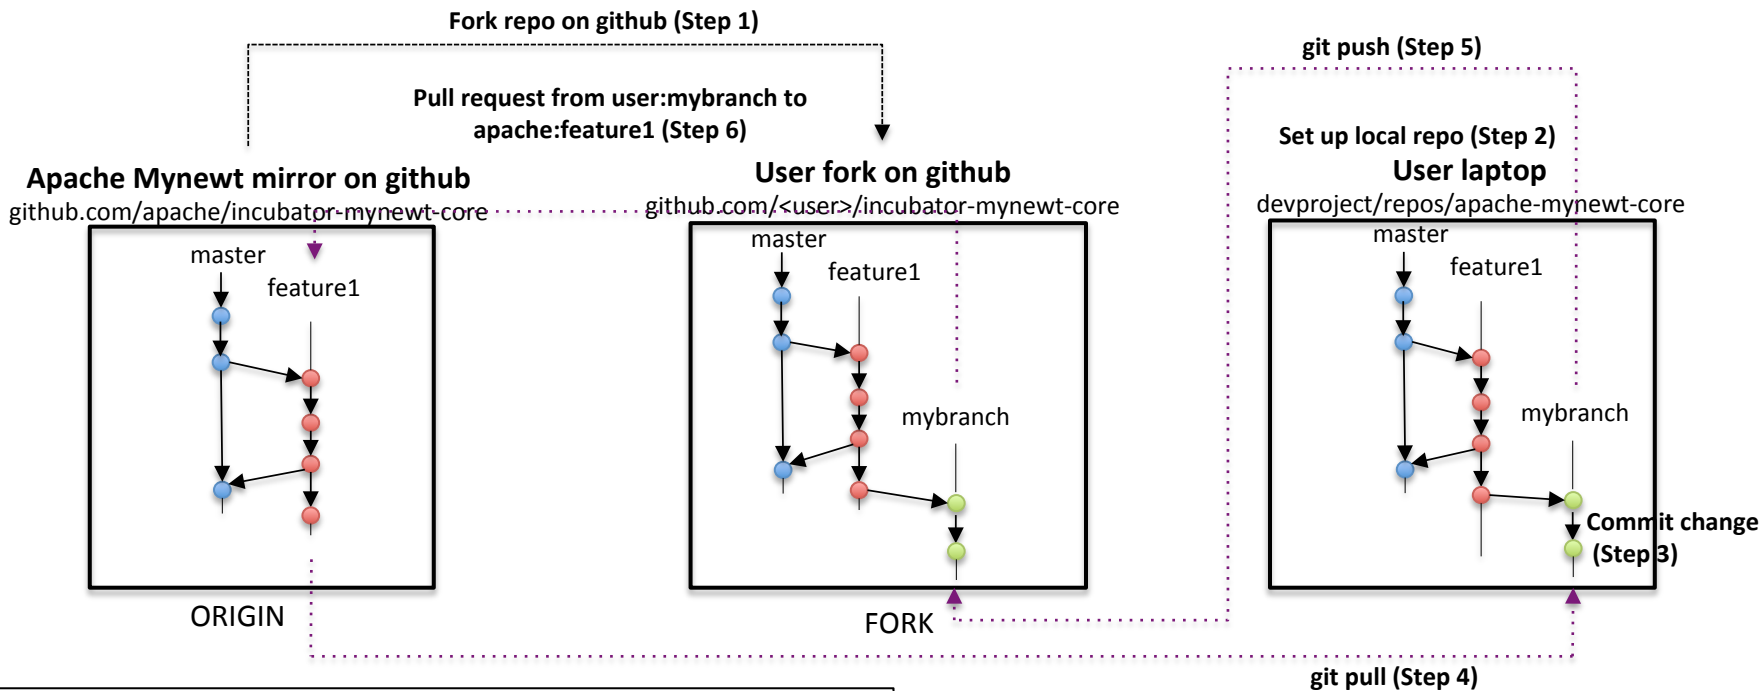 Fork repo on github (Step 1)
git push (Step 5)
Pull request from user:mybranch to
apache:feature1 (Step 6)
Set up local repo (Step 2)
Apache Mynewt mirror on github
github.com/apache/incubator-mynewt-core
User fork on github
github.com/<user>/incubator-mynewt-core
User laptop
devproject/repos/apache-mynewt-core
master
feature1
master
feature1
mybranch
master
feature1
mybranch
Commit change
(Step 3)
ORIGIN
FORK
git pull (Step 4)